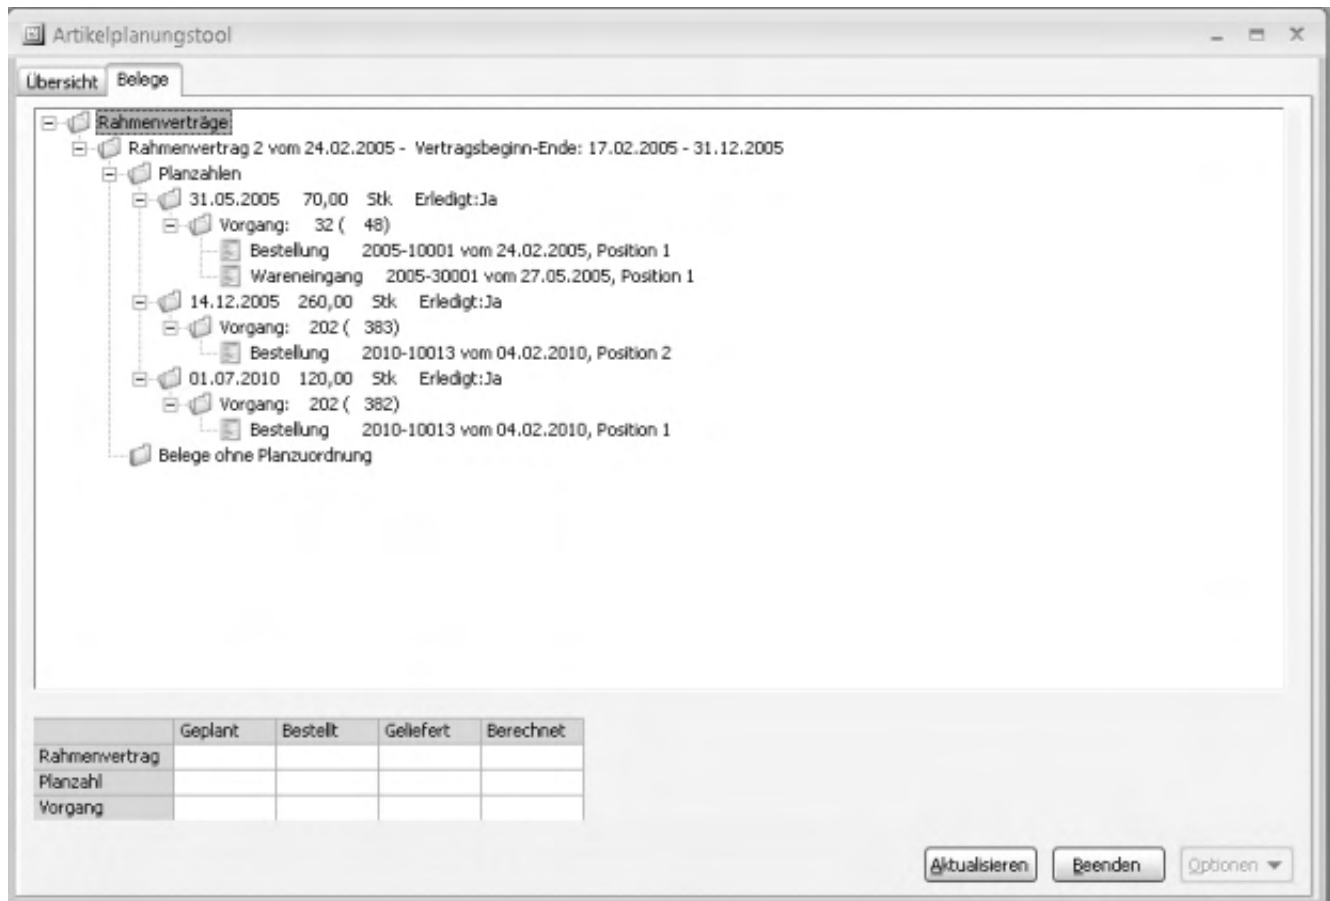 Artikelplanungstool
Übersicht Belege
Rahmenverträge
Rahmenvertrag 2 vom 24.02.2005 - Vertragsbeginn-Ende: 17.02.2005 - 31.12.2005
Planzahlen
31.05.2005 70,00 Stk Erledigt:Ja
Vorgang: 32 ( 48)
Bestellung 2005-10001 vom 24.02.2005, Position 1
Wareneingang 2005-30001 vom 27.05.2005, Position 1
14.12.2005 260,00 Stk Erledigt:Ja
Vorgang: 202 ( 383)
Bestellung 2010-10013 vom 04.02.2010, Position 2
01.07.2010 120,00 Stk Erledigt:Ja
Vorgang: 202 ( 382)
Bestellung 2010-10013 vom 04.02.2010, Position 1
Belege ohne Planzuordnung
Geplant Bestellt Geliefert Berechnet
Rahmenvertrag
Planzahl
Vorgang
Aktualisieren Beenden Optionen